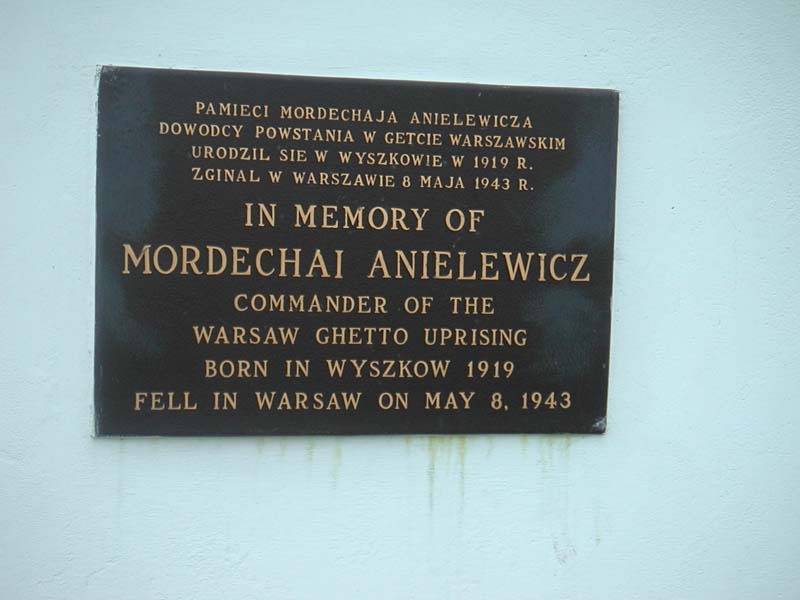 PAMIECI MORDECHAJA ANIELEWICZA
DOWODCY POWSTANIA W GETCIE WARSZAWSKIM
URODZIL SIE W WYSZKOWIE W 1919 R.
ZGINAL W WARSZAWIE 8 MAJA 1943 R.
IN MEMORY OF
MORDECHAI ANIELEWICZ
COMMANDER OF THE
WARSAW GHETTO UPRISING
BORN IN WYSZKOW 1919
FELL IN WARSAW ON MAY 8, 1943